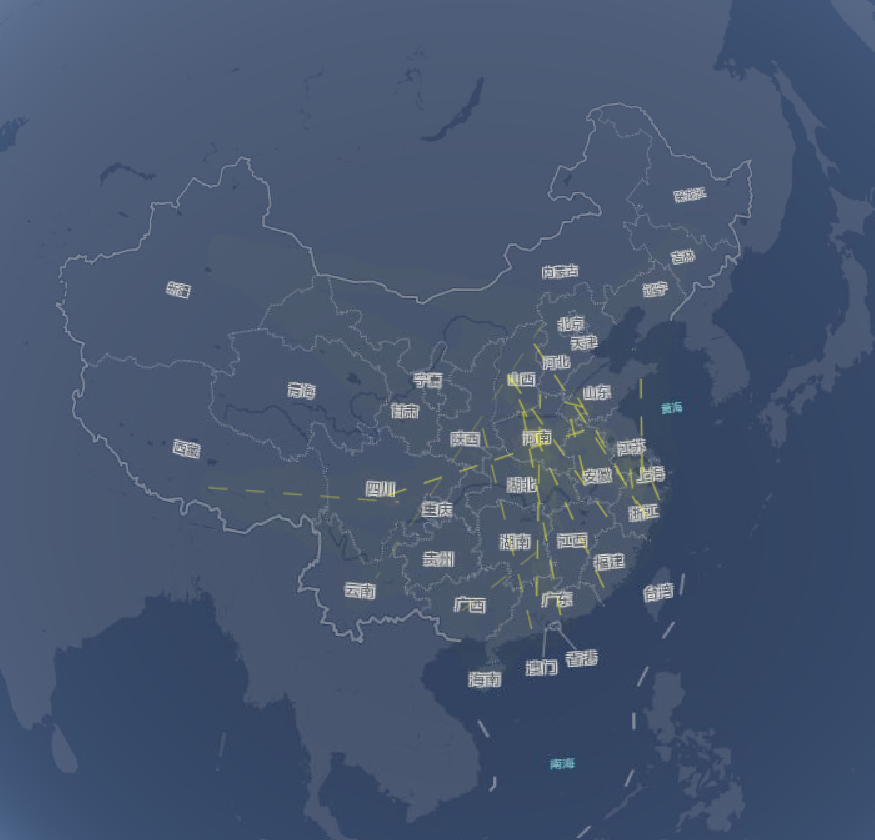 黑龙江
吉林
内蒙古
辽宁
新疆
北京
天津
河北
山西
宁夏
青海
山东
甘肃
黄海
陕西
河南
江苏
西藏
安徽
上海
四川
湖北
重庆
浙江
湖南
江西
贵州
福建
云南
台湾
广西
广东
香港
澳门
海南
南海